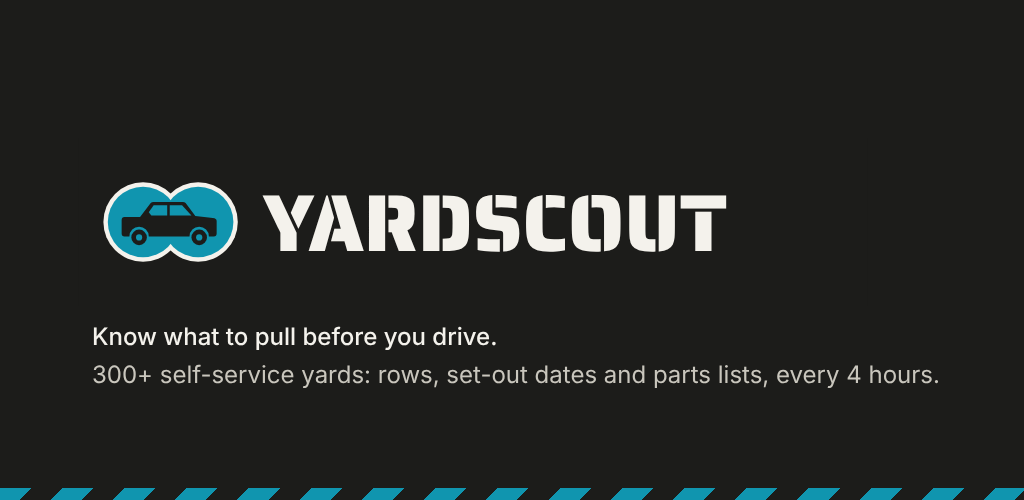 YARDSCOUT
Know what to pull before you drive.
300+ self-service yards: rows, set-out dates and parts lists, every 4 hours.